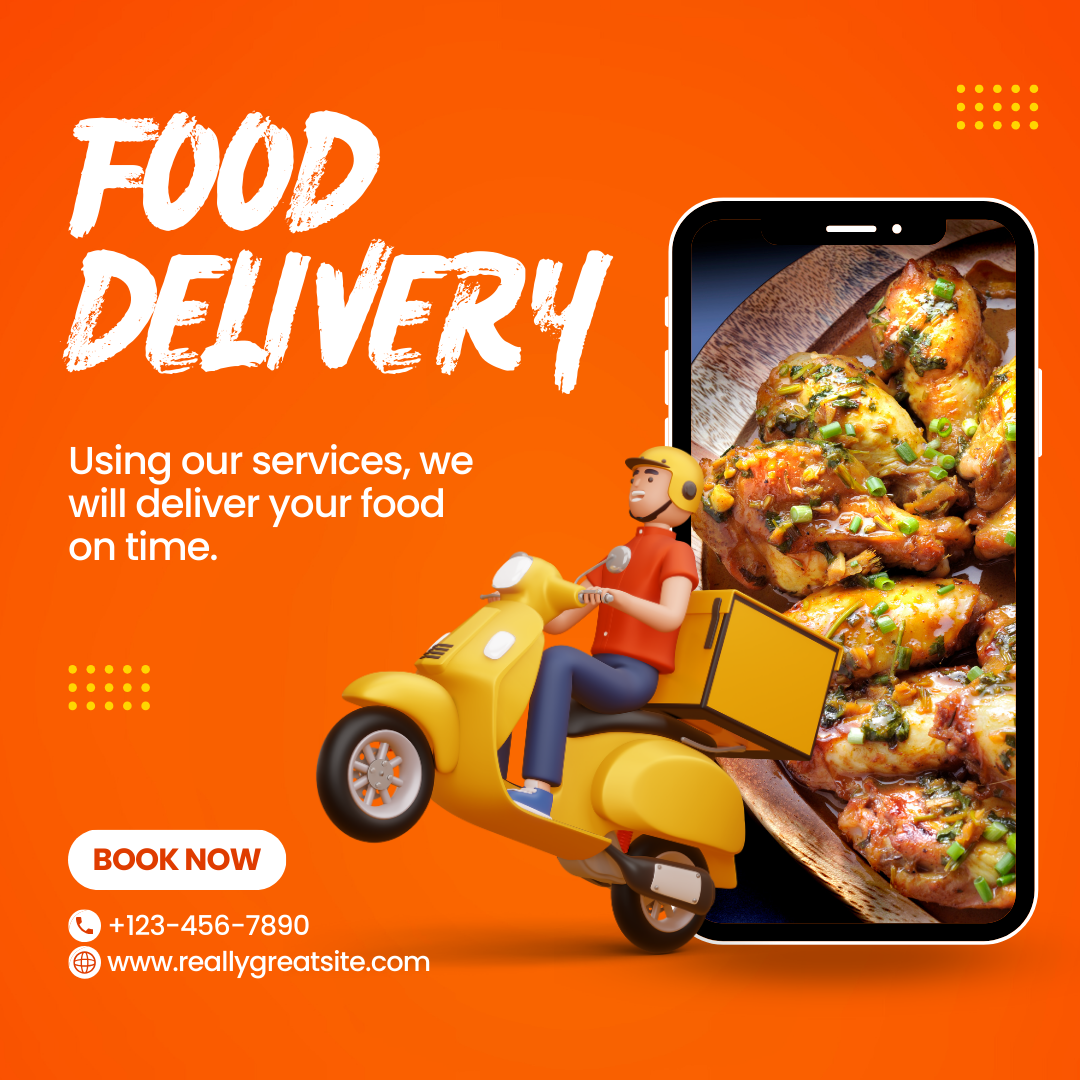 FOOD
DELIVERY
Using our services, we
will deliver your food
on time.
BOOK NOW
+123-456-7890
www.reallygreatsite.com